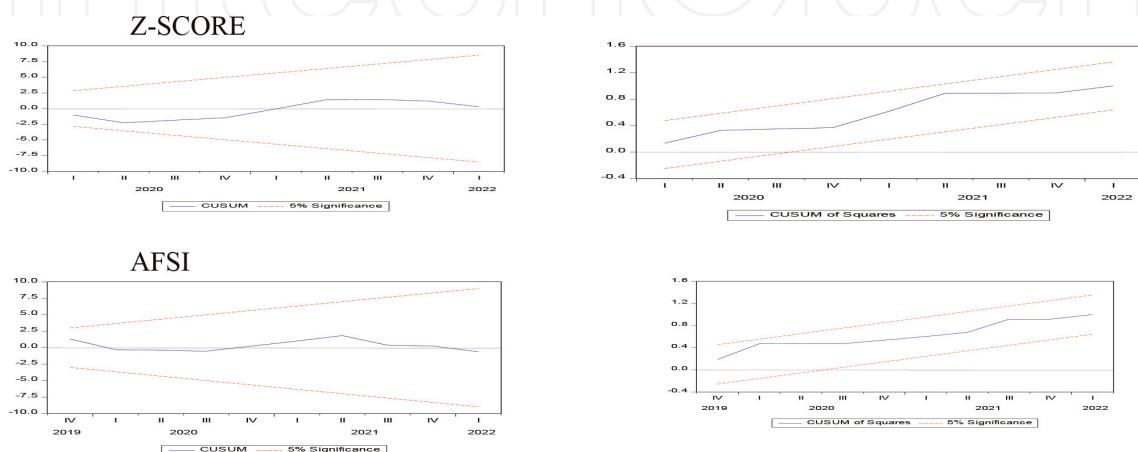 Z-SCORE
10.0
7.5
5.0
2.5
0.0
-2.5
-5.0
-7.5
-10.0
I II III IV I II III IV I
2020 2021 2022
CUSUM 5% Significance
1.6
1.2
0.8
0.4
0.0
-0.4
I II III IV I II III IV I
2020 2021 2022
CUSUM of Squares 5% Significance
AFSI
10.0
7.5
5.0
2.5
0.0
-2.5
-5.0
-7.5
-10.0
IV I II III IV I II III IV I
2019 2020 2021 2022
CUSUM 5% Significance
1.6
1.2
0.8
0.4
0.0
-0.4
IV I II III IV I II III IV I
2019 2020 2021 2022
CUSUM of Squares 5% Significance